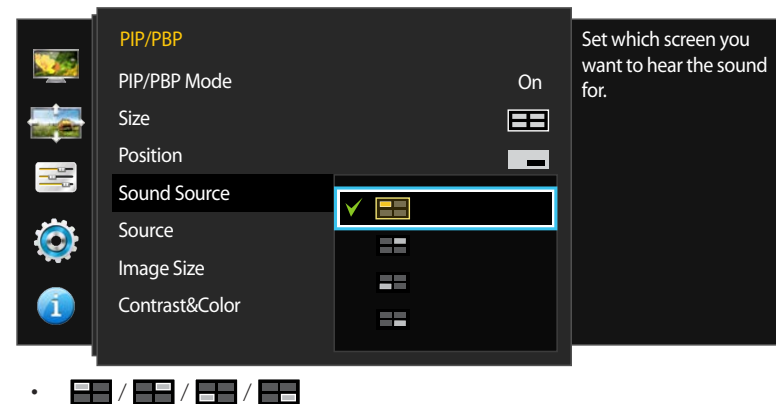 PIP/PBP
PIP/PBP Mode On
Size
Position
Sound Source
Source
Image Size
Contrast&Color
Set which screen you
want to hear the sound
for.
• / / /